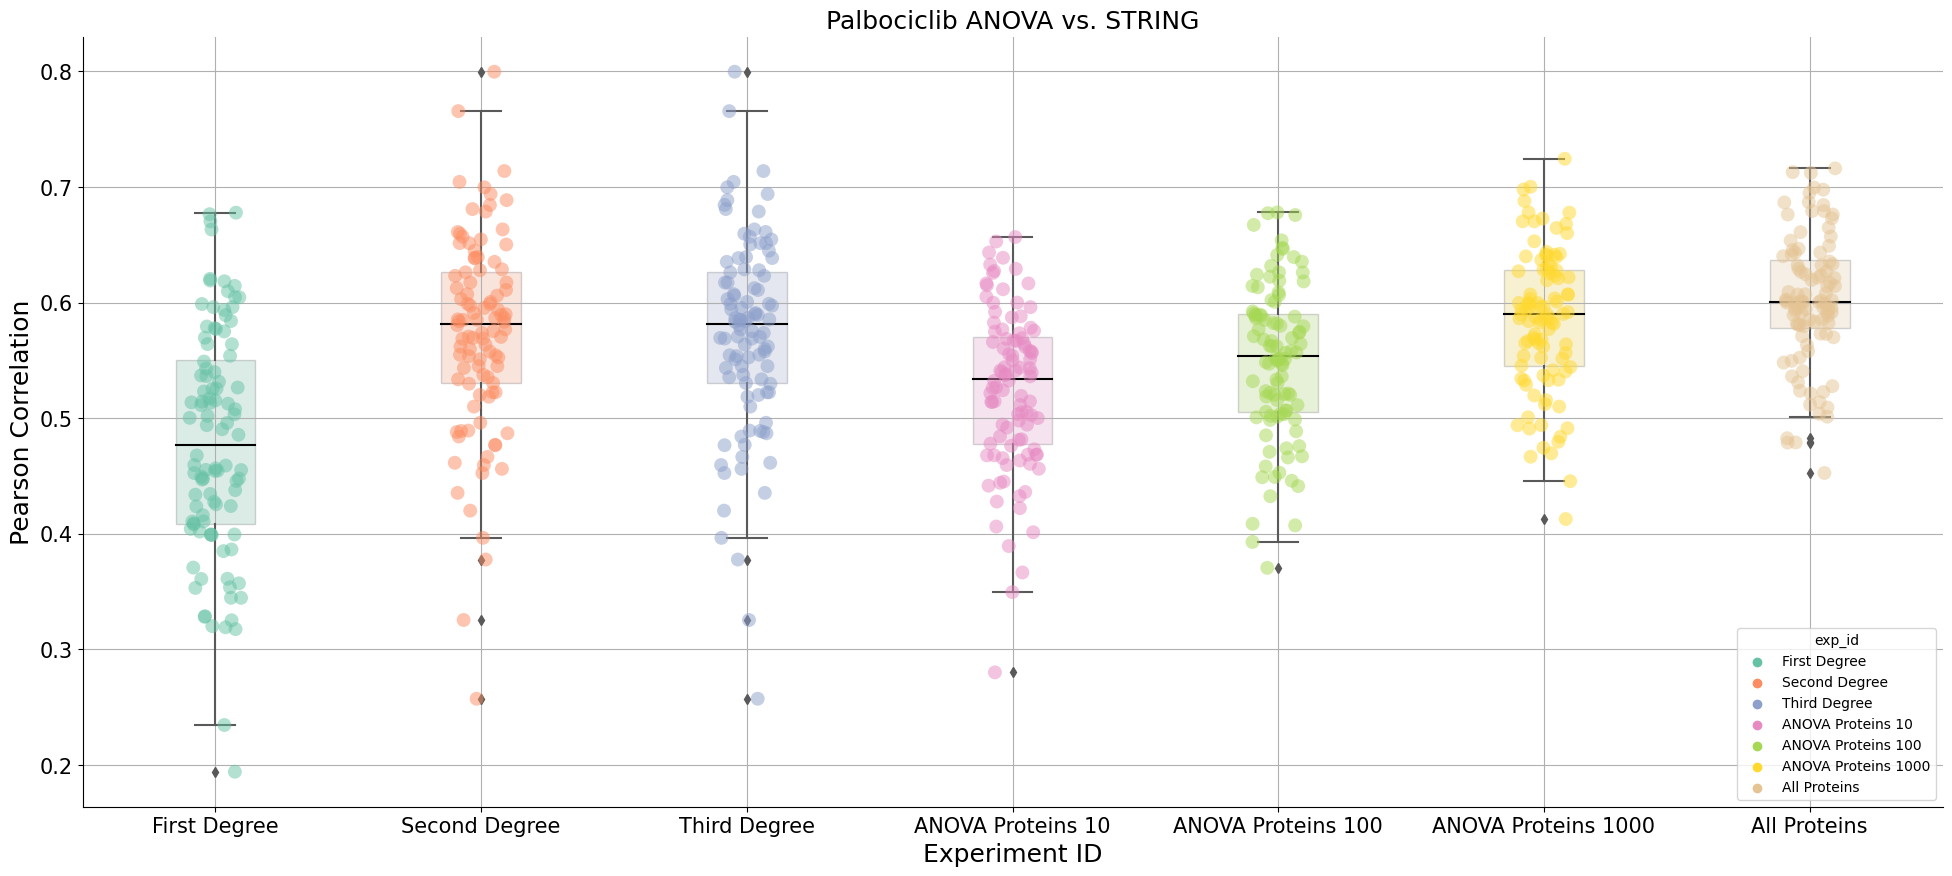 Palbociclib ANOVA vs. STRING
Pearson Correlation
0.8
0.7
0.6
0.5
0.4
0.3
0.2
First Degree
Second Degree
Third Degree
ANOVA Proteins 10
ANOVA Proteins 100
ANOVA Proteins 1000
All Proteins
Experiment ID
exp_id
First Degree
Second Degree
Third Degree
ANOVA Proteins 10
ANOVA Proteins 100
ANOVA Proteins 1000
All Proteins